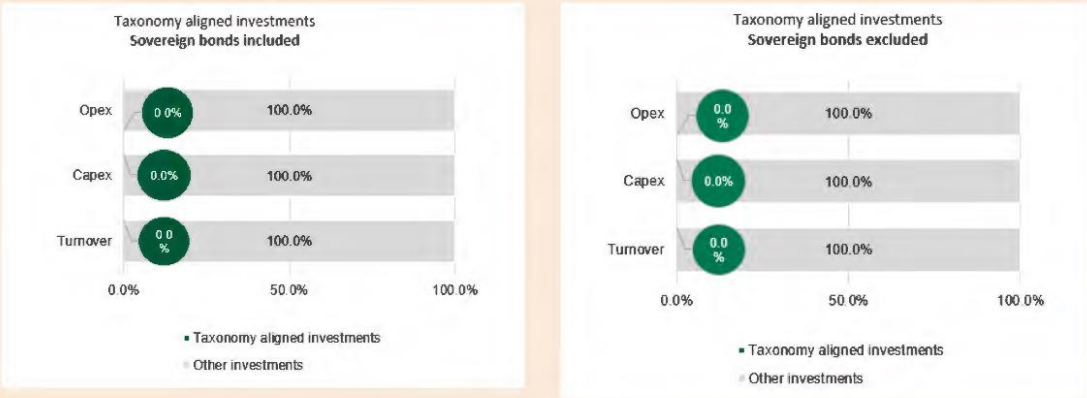 Taxonomy aligned investments
Sovereign bonds included
Opex
0.0%
100.0%
Capex
0.0%
100.0%
Turnover
0.0
%
100.0%
0.0%
50.0%
100.0%
Taxonomy aligned investments
Other investments
Taxonomy aligned investments
Sovereign bonds excluded
Opex
0.0
%
100.0%
Capex
0.0%
100.0%
Turnover
0.0
%
100.0%
0.0%
50.0%
100.0%
Taxonomy aligned investments
Other investments